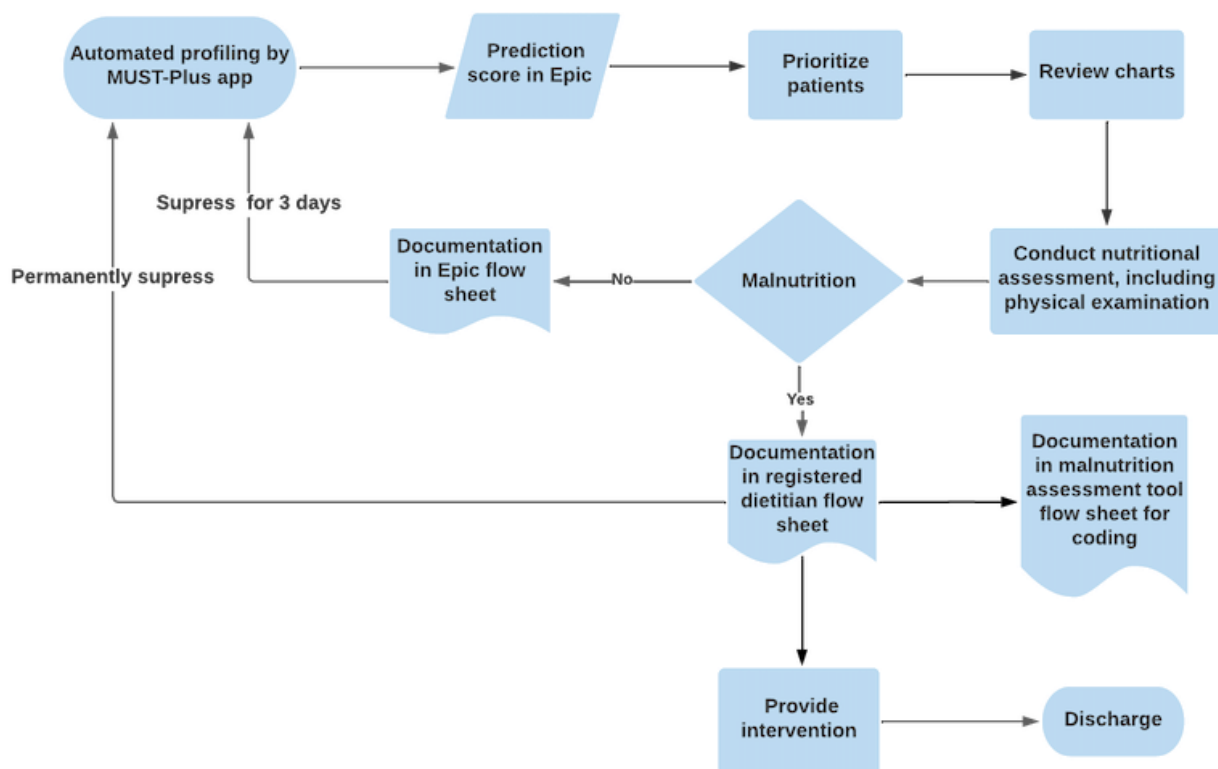 Automated profiling by
MUST-Plus app
Prediction
score in Epic
Prioritize
patients
Review charts
Supress  for 3 days
Permanently supress
Documentation
in Epic flow
sheet
No
Malnutrition
Conduct nutritional
assessment, including
physical examination
Yes
Documentation
in registered
dietitian flow
sheet
Documentation
in malnutrition
assessment tool
flow sheet for
coding
Provide
intervention
Discharge